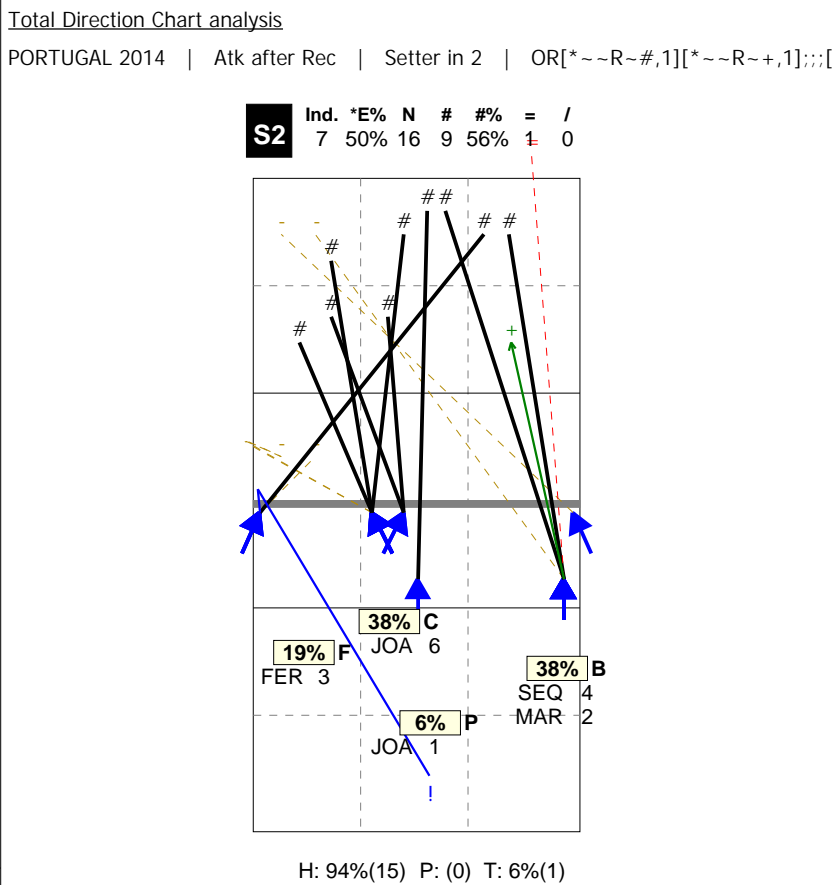 Total Direction Chart analysis
PORTUGAL 2014 | Atk after Rec | Setter in 2 | OR[*~~R~#,1][*~~R~+,1];;;[
S2
Ind. *E% N # #% = /
7 50% 16 9 56% 1 0
# #
# # #
- -
#
# #
# +
=
- -
38% C
JOA 6
19% F
FER 3
38% B
SEQ 4
MAR 2
6% P
JOA 1
!
H: 94%(15) P: (0) T: 6%(1)